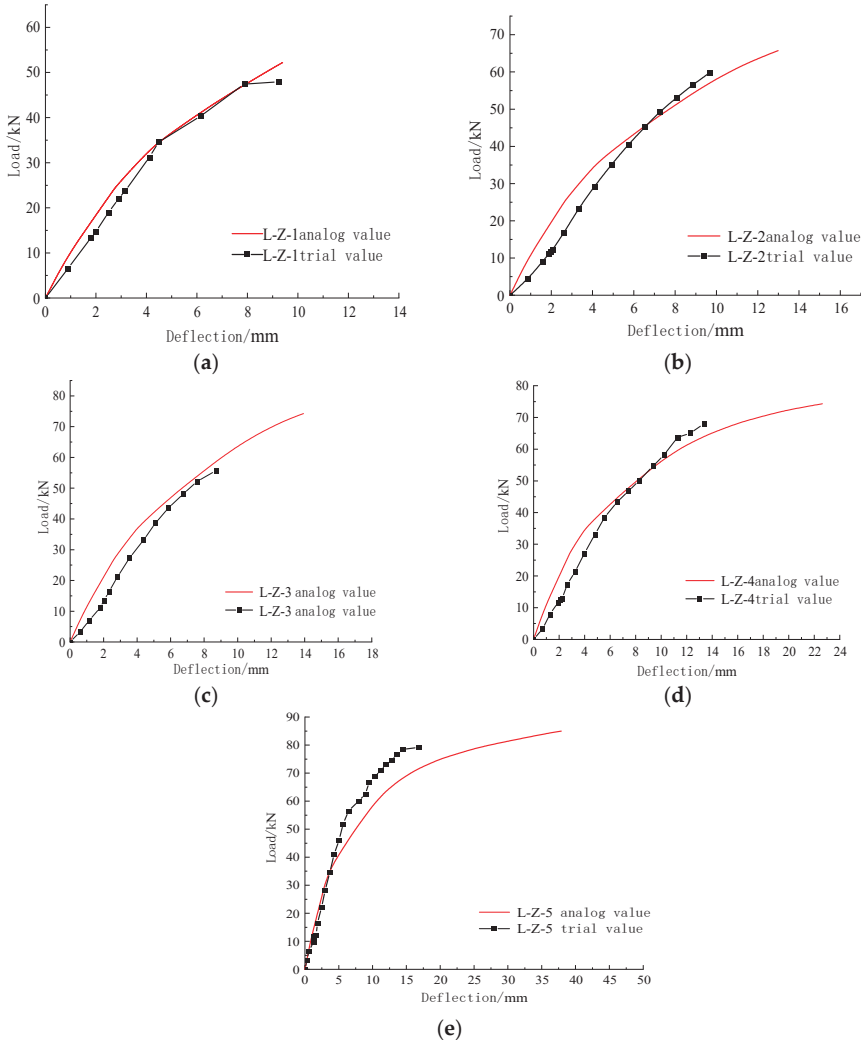 60
50
40
30
20
10
0
Load/kN
L-Z-1analog value
L-Z-1trial value
0 2 4 6 8 10 12 14
Deflection/mm
(a)
70
60
50
40
30
20
10
0
Load/kN
L-Z-2analog value
L-Z-2trial value
0 2 4 6 8 10 12 14 16
Deflection/mm
(b)
80
70
60
50
40
30
20
10
0
Load/kN
L-Z-3 analog value
L-Z-3 analog value
0 2 4 6 8 10 12 14 16 18
Deflection/mm
(c)
80
70
60
50
40
30
20
10
0
Load/kN
L-Z-4analog value
L-Z-4trial value
0 2 4 6 8 10 12 14 16 18 20 22 24
Deflection/mm
(d)
90
80
70
60
50
40
30
20
10
0
Load/kN
L-Z-5 analog value
L-Z-5 trial value
0 5 10 15 20 25 30 35 40 45 50
Deflection/mm
(e)